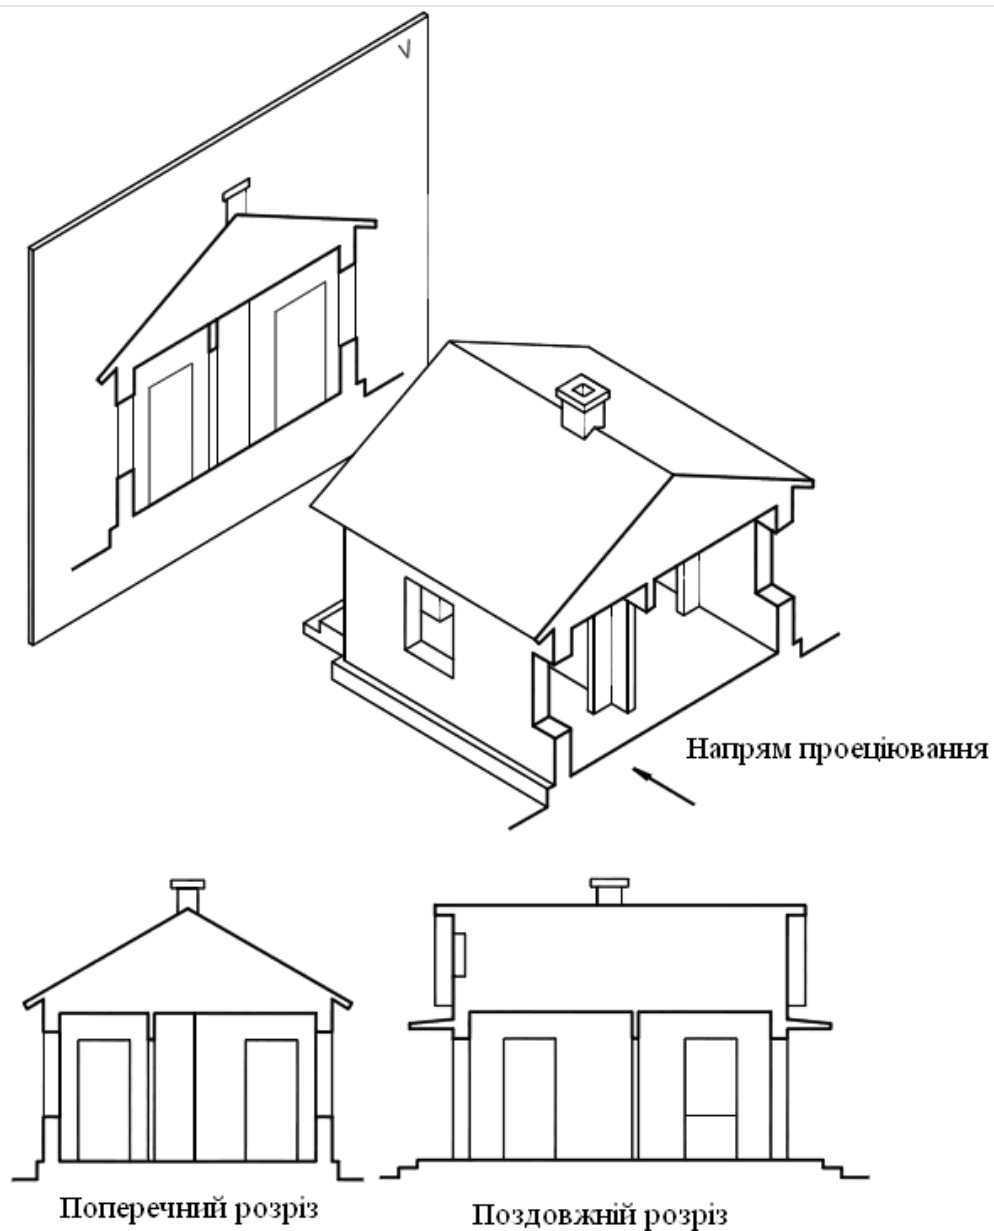 V
Напрям проеціювання
Поперечний розріз
Поздовжній розріз